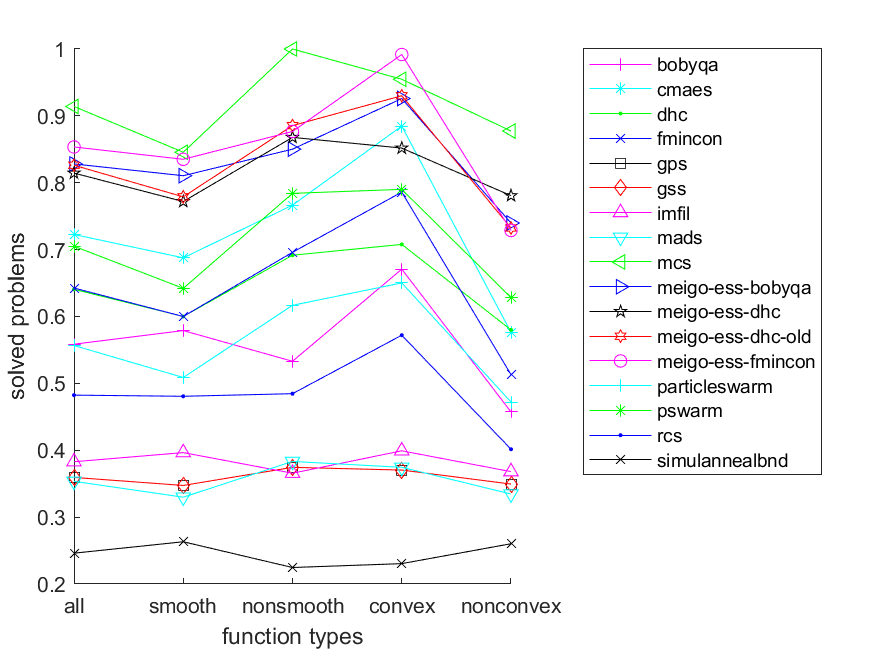 1
0.9
0.8
0.7
0.6
0.5
0.4
0.3
0.2
solved problems
all smooth nonsmooth convex nonconvex
function types
bobyqa
cmaes
dhc
fmincon
gps
gss
imfil
mads
mcs
meigo-ess-bobyqa
meigo-ess-dhc
meigo-ess-dhc-old
meigo-ess-fmincon
particleswarm
pswarm
rcs
simulannealbnd